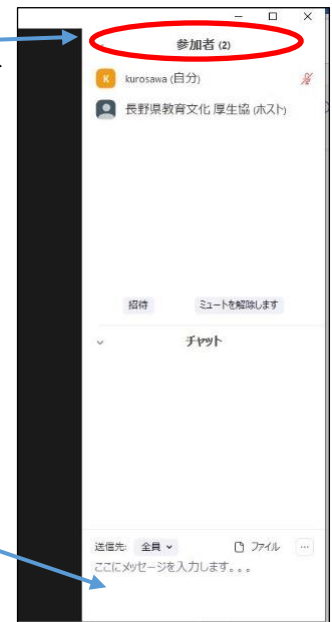 参加者 (2)
K kurosawa (自分)
長野県教育文化厚生協 (ホスト)
招待 ミュートを解除します
チャット
送信先: 全員 ファイル ...
ここにメッセージを入力します。。。